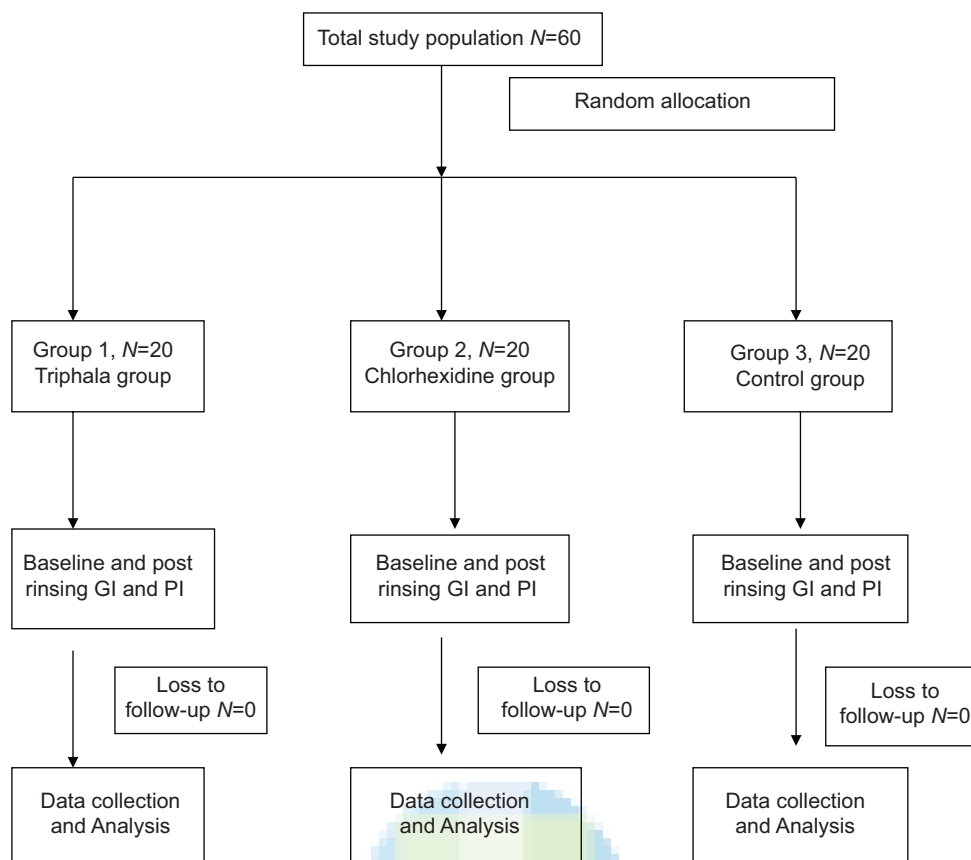 Total study population N=60
Random allocation
Group 1, N=20
Triphala group
Group 2, N=20
Chlorhexidine group
Group 3, N=20
Control group
Baseline and post
rinsing GI and PI
Baseline and post
rinsing GI and PI
Baseline and post
rinsing GI and PI
Loss to
follow-up N=0
Loss to
follow-up N=0
Loss to
follow-up N=0
Data collection
and Analysis
Data collection
and Analysis
Data collection
and Analysis